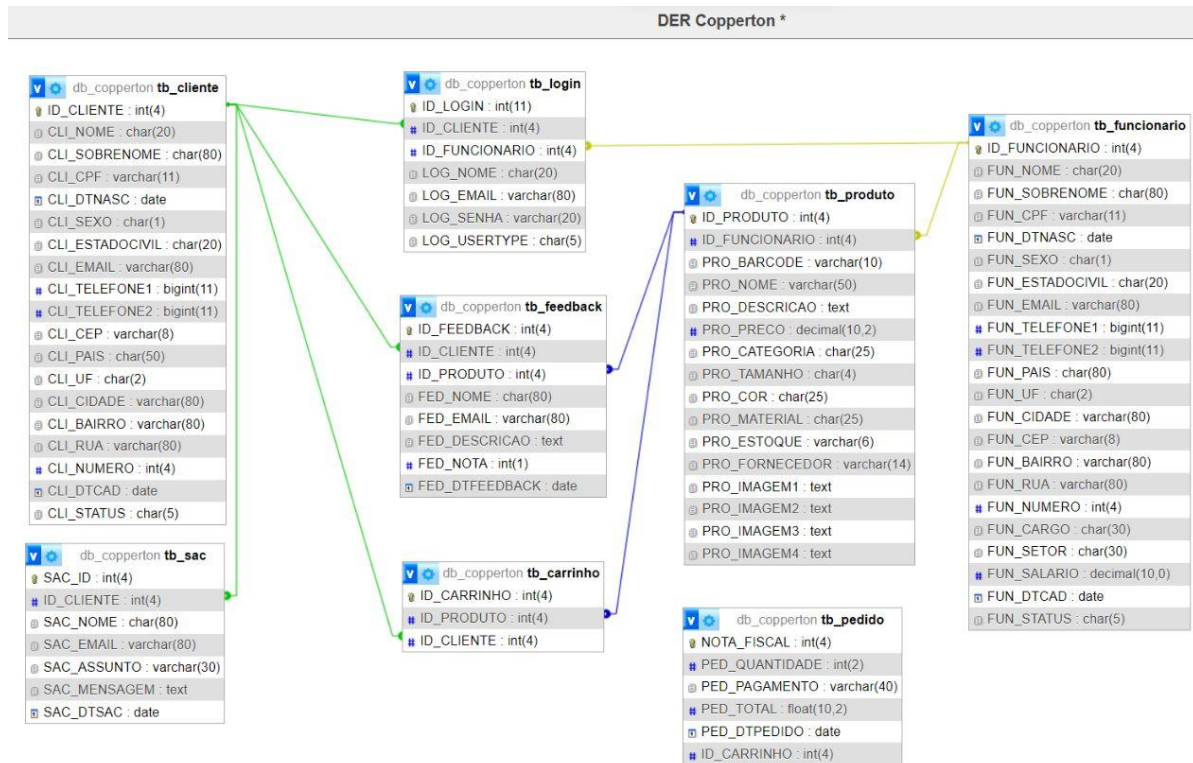 DER Copperton *
db_copperton tb_cliente
ID_CLIENTE : int(4)
CLI_NOME : char(20)
CLI_SOBRENOME : char(80)
CLI_CPF : varchar(11)
CLI_DTNASC : date
CLI_SEXO : char(1)
CLI_ESTADOCIVIL : char(20)
CLI_EMAIL : varchar(80)
CLI_TELEFONE1 : bigint(11)
CLI_TELEFONE2 : bigint(11)
CLI_CEP : varchar(8)
CLI_PAIS : char(50)
CLI_UF : char(2)
CLI_CIDADE : varchar(80)
CLI_BAIRRO : varchar(80)
CLI_RUA : varchar(80)
CLI_NUMERO : int(4)
CLI_DTCAD : date
CLI_STATUS : char(5)
db_copperton tb_sac
SAC_ID : int(4)
ID_CLIENTE : int(4)
SAC_NOME : char(80)
SAC_EMAIL : varchar(80)
SAC_ASSUNTO : varchar(30)
SAC_MENSAGEM : text
SAC_DTSAC : date
db_copperton tb_login
ID_LOGIN : int(11)
ID_CLIENTE : int(4)
ID_FUNCIONARIO : int(4)
LOG_NOME : char(20)
LOG_EMAIL : varchar(80)
LOG_SENHA : varchar(20)
LOG_USERTYPE : char(5)
db_copperton tb_feedback
ID_FEEDBACK : int(4)
ID_CLIENTE : int(4)
ID_PRODUTO : int(4)
FED_NOME : char(80)
FED_EMAIL : varchar(80)
FED_DESCRICAO : text
FED_NOTA : int(1)
FED_DTFEEDBACK : date
db_copperton tb_carrinho
ID_CARRINHO : int(4)
ID_PRODUTO : int(4)
ID_CLIENTE : int(4)
db_copperton tb_produto
ID_PRODUTO : int(4)
ID_FUNCIONARIO : int(4)
PRO_BARCODE : varchar(10)
PRO_NOME : varchar(50)
PRO_DESCRICAO : text
PRO_PRECO : decimal(10,2)
PRO_CATEGORIA : char(25)
PRO_TAMANHO : char(4)
PRO_COR : char(25)
PRO_MATERIAL : char(25)
PRO_ESTOQUE : varchar(6)
PRO_FORNECEDOR : varchar(14)
PRO_IMAGEM1 : text
PRO_IMAGEM2 : text
PRO_IMAGEM3 : text
PRO_IMAGEM4 : text
db_copperton tb_pedido
NOTA_FISCAL : int(4)
PED_QUANTIDADE : int(2)
PED_PAGAMENTO : varchar(40)
PED_TOTAL : float(10,2)
PED_DTPEDIDO : date
ID_CARRINHO : int(4)
db_copperton tb_funcionario
ID_FUNCIONARIO : int(4)
FUN_NOME : char(20)
FUN_SOBRENOME : char(80)
FUN_CPF : varchar(11)
FUN_DTNASC : date
FUN_SEXO : char(1)
FUN_ESTADOCIVIL : char(20)
FUN_EMAIL : varchar(80)
FUN_TELEFONE1 : bigint(11)
FUN_TELEFONE2 : bigint(11)
FUN_PAIS : char(80)
FUN_UF : char(2)
FUN_CIDADE : varchar(80)
FUN_CEP : varchar(8)
FUN_BAIRRO : varchar(80)
FUN_RUA : varchar(80)
FUN_NUMERO : int(4)
FUN_CARGO : char(30)
FUN_SETOR : char(30)
FUN_SALARIO : decimal(10,0)
FUN_DTCAD : date
FUN_STATUS : char(5)